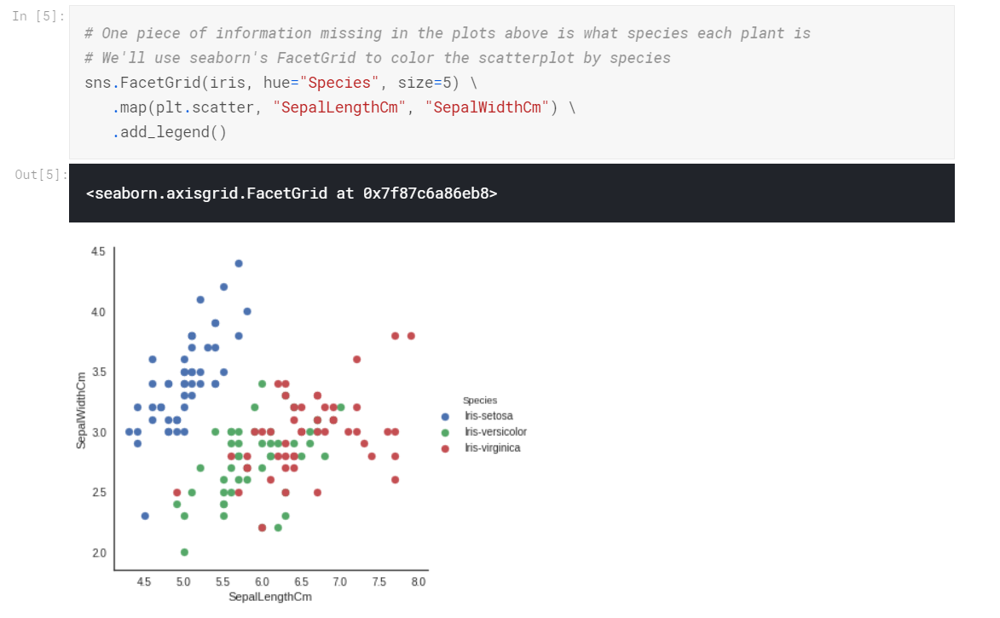 In [5]:
# One piece of information missing in the plots above is what species each plant is
# We'll use seaborn's FacetGrid to color the scatterplot by species
sns.FacetGrid(iris, hue="Species", size=5) \
   .map(plt.scatter, "SepalLengthCm", "SepalWidthCm") \
   .add_legend()
Out[5]:
<seaborn.axisgrid.FacetGrid at 0x7f87c6a86eb8>
4.5
4.0
3.5
3.0
2.5
2.0
SepalWidthCm
4.5 5.0 5.5 6.0 6.5 7.0 7.5 8.0
SepalLengthCm
Species
Iris-setosa
Iris-versicolor
Iris-virginica